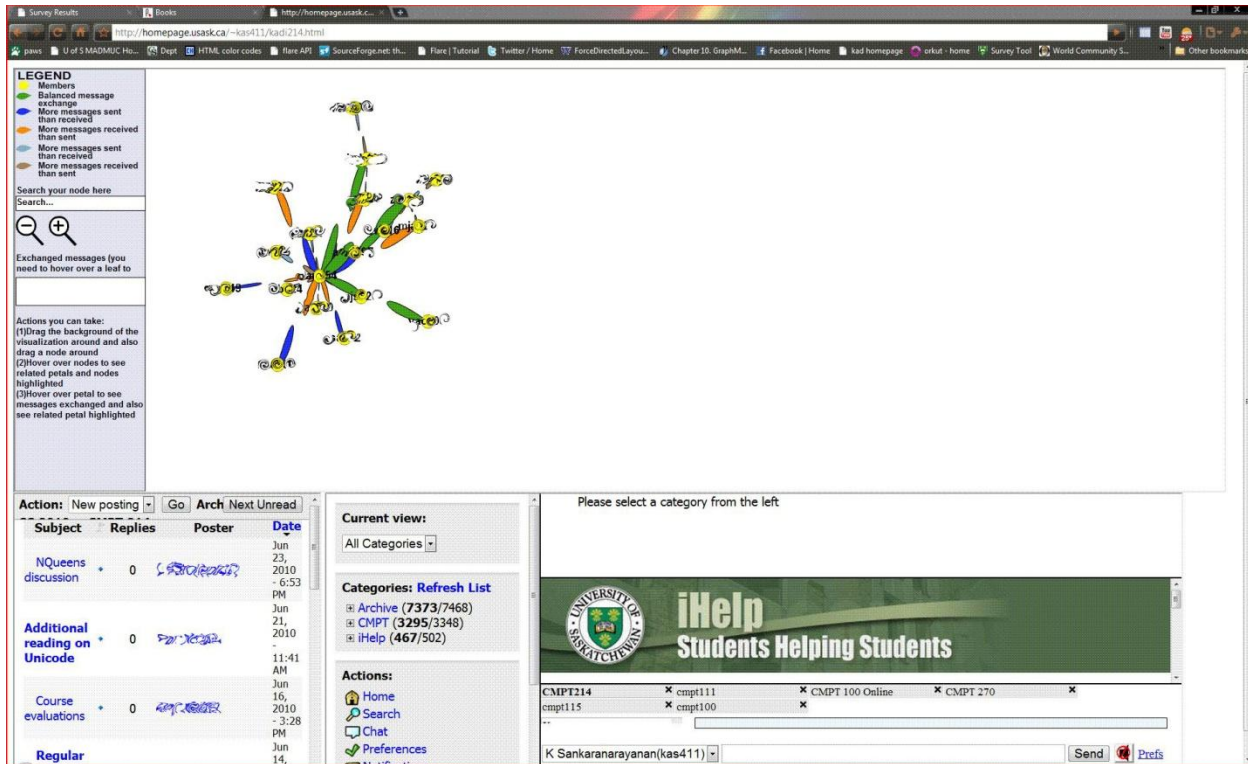 Survey Results
Books
http://homepage.usask.c...
http://homepage.usask.ca/~kas411/kadi214.html
paws
U of S MADMUC Ho...
Dept
HTML color codes
flare API
SourceForge.net: th...
Flare | Tutorial
Twitter / Home
ForceDirectedLayou...
Chapter 10. GraphM...
Facebook | Home
kad homepage
orkut - home
Survey Tool
World Community S...
Other bookmarks
LEGEND
Members
Balanced message
exchange
More messages sent
than received
More messages received
than sent
More messages sent
than received
More messages received
than sent
Search your node here
Search...
Exchanged messages (you
need to hover over a leaf to
Actions you can take:
(1)Drag the background of the
visualization around and also
drag a node around
(2)Hover over nodes to see
related petals and nodes
highlighted
(3)Hover over petal to see
messages exchanged and also
see related petal highlighted
Action: New posting Go Arch Next Unread
Subject Replies Poster Date
NQueens
discussion
0
Jun
23,
2010
- 6:53
PM
Additional
reading on
Unicode
0
Jun
21,
2010
-
11:41
AM
Course
evaluations
0
Jun
16,
2010
- 3:28
PM
Regular
Jun
14,
Current view:
All Categories
Categories: Refresh List
Archive (7373/7468)
CMPT (3295/3348)
iHelp (467/502)
Actions:
Home
Search
Chat
Preferences
Please select a category from the left
UNIVERSITY OF
SASKATCHEWAN
iHelp
Students Helping Students
CMPT214 cmpt111 CMPT 100 Online CMPT 270
cmpt115 cmpt100
--
K Sankaranarayanan(kas411) Send Prefs